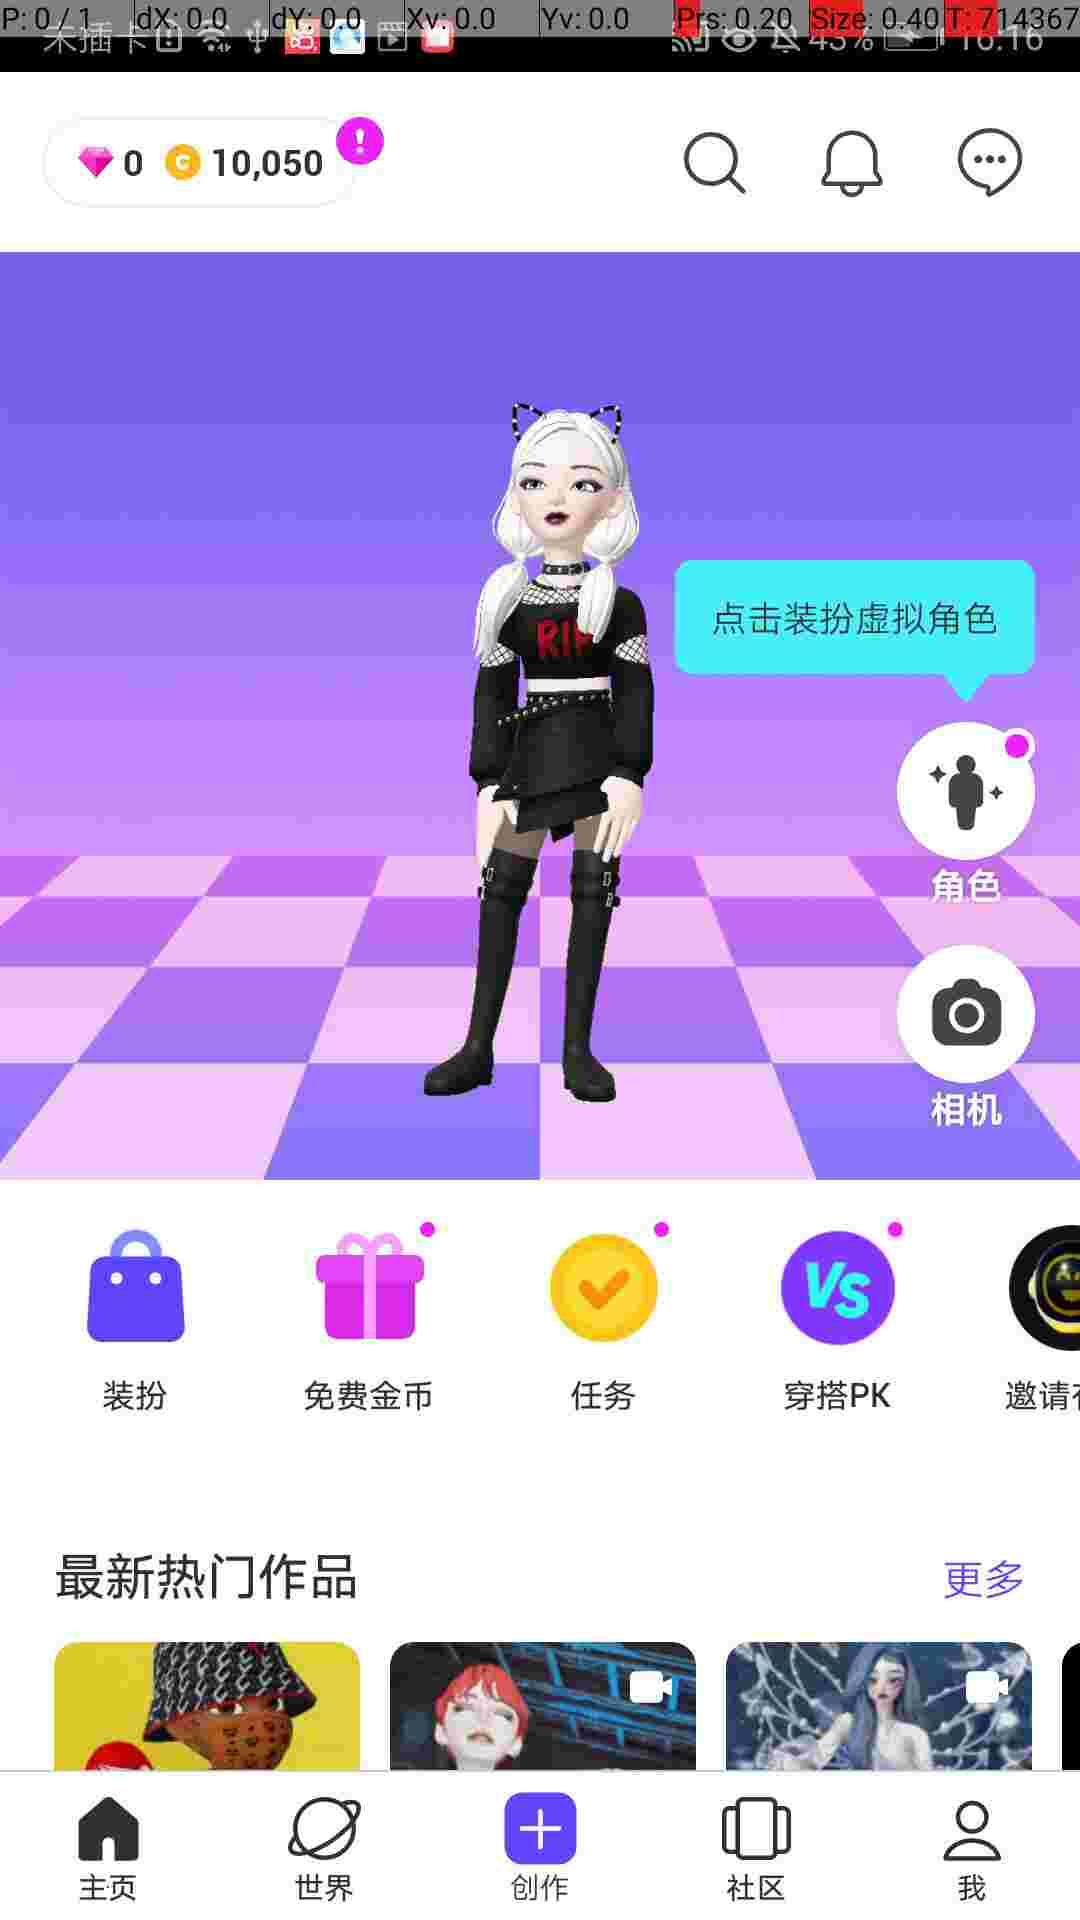 P: 0 / 1 dX: 0.0 dY: 0.0 Xv: 0.0 Yv: 0.0 Prs: 0.20 Size: 0.40 T: 714367
未插卡 43% 16:16
0 10,050
RIP
点击装扮虚拟角色
角色
相机
VS
装扮 免费金币 任务 穿搭PK 邀请
最新热门作品 更多
主页 世界 创作 社区 我